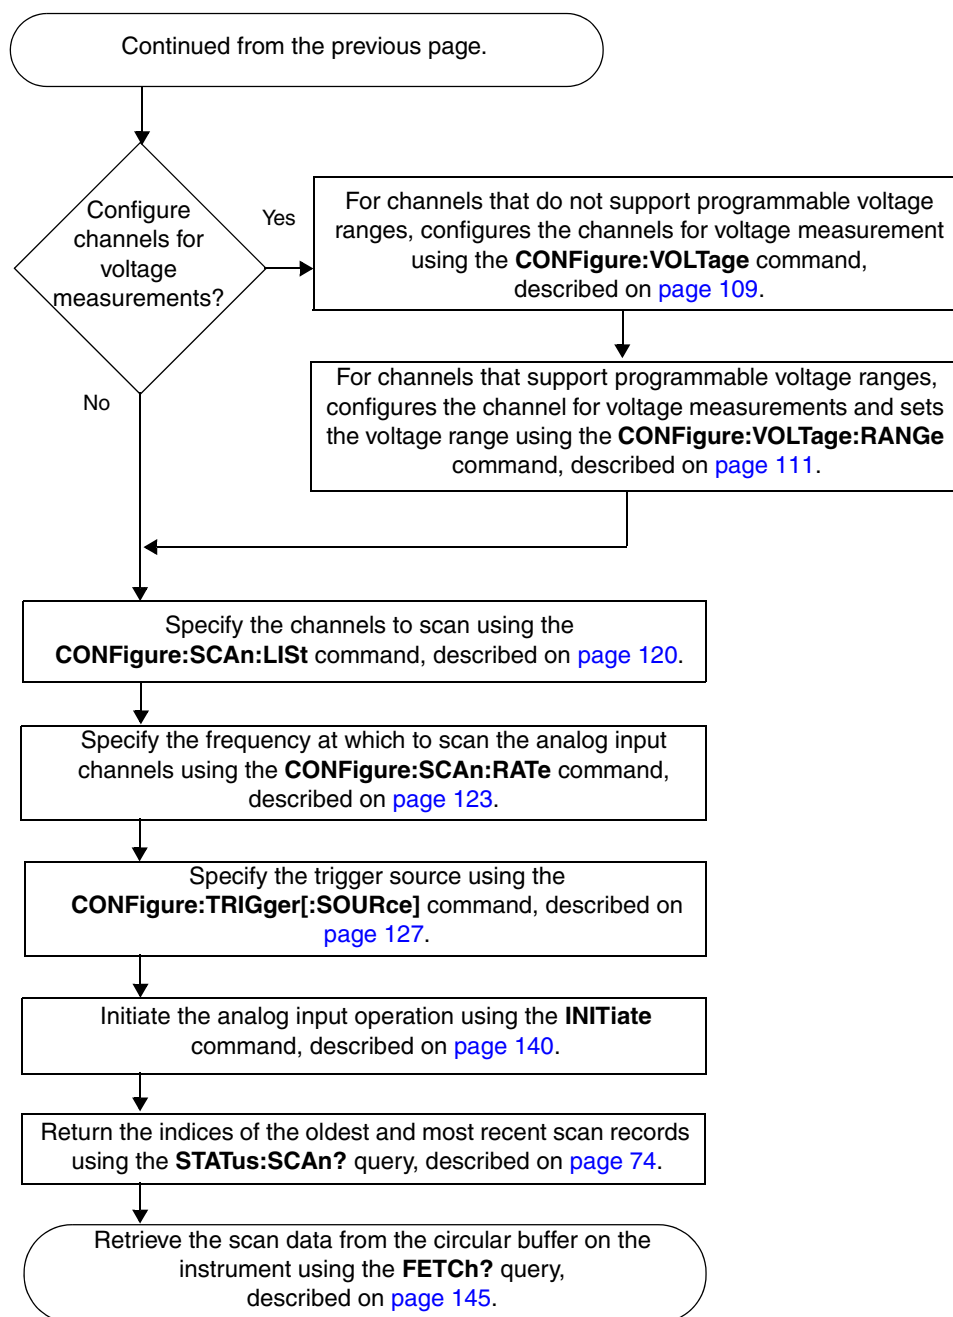 Continued from the previous page.
Configure
channels for
voltage
measurements?
Yes
For channels that do not support programmable voltage
ranges, configures the channels for voltage measurement
using the CONFigure:VOLTage command,
described on page 109.
For channels that support programmable voltage ranges,
configures the channel for voltage measurements and sets
the voltage range using the CONFigure:VOLTage:RANGe
command, described on page 111.
No
Specify the channels to scan using the
CONFigure:SCAn:LISt command, described on page 120.
Specify the frequency at which to scan the analog input
channels using the CONFigure:SCAn:RATe command,
described on page 123.
Specify the trigger source using the
CONFigure:TRIGger[:SOURce] command, described on
page 127.
Initiate the analog input operation using the INITiate
command, described on page 140.
Return the indices of the oldest and most recent scan records
using the STATus:SCAn? query, described on page 74.
Retrieve the scan data from the circular buffer on the
instrument using the FETCh? query,
described on page 145.